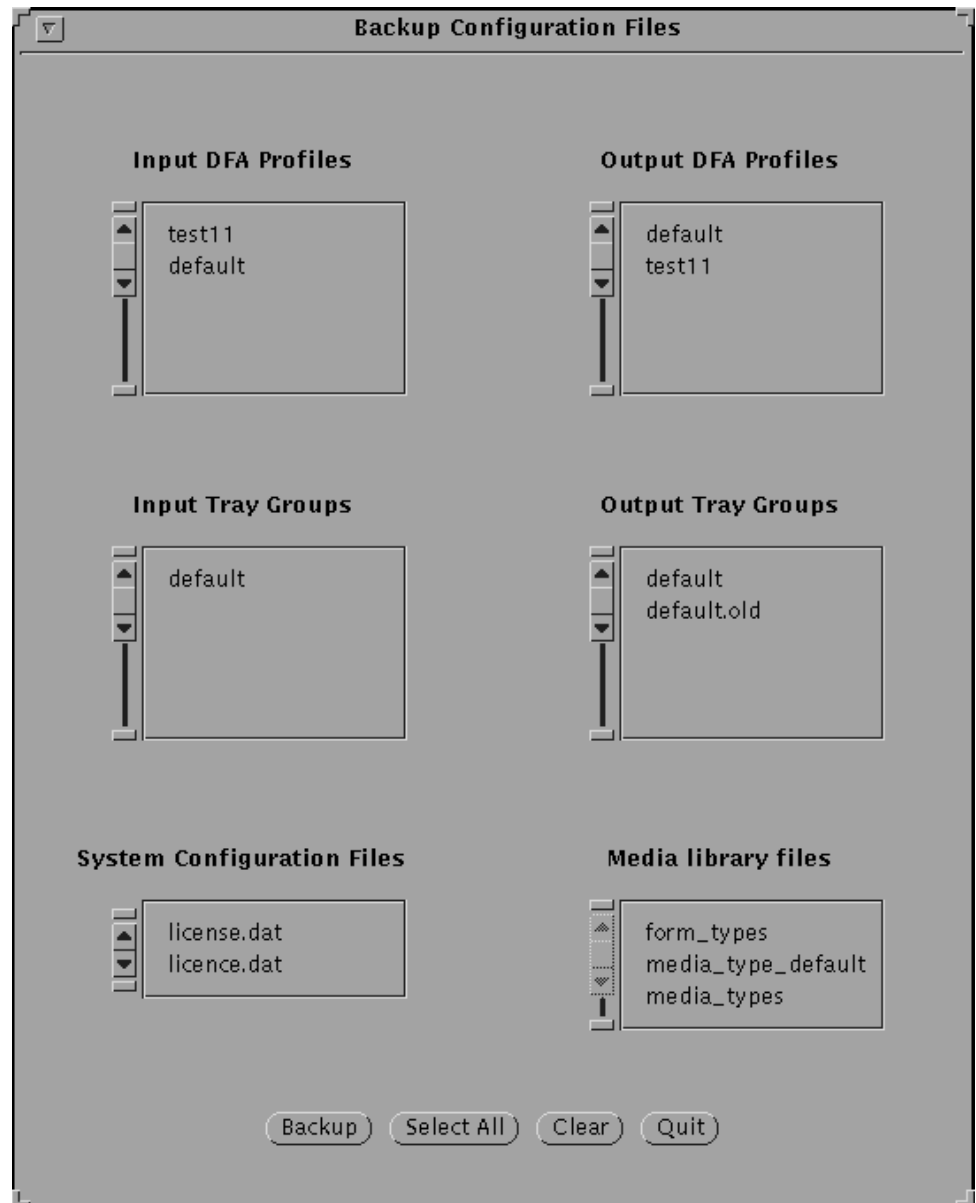 Backup Configuration Files
Input DFA Profiles
test11
default
Output DFA Profiles
default
test11
Input Tray Groups
default
Output Tray Groups
default
default.old
System Configuration Files
license.dat
licence.dat
Media library files
form_types
media_type_default
media_types
Backup Select All Clear Quit